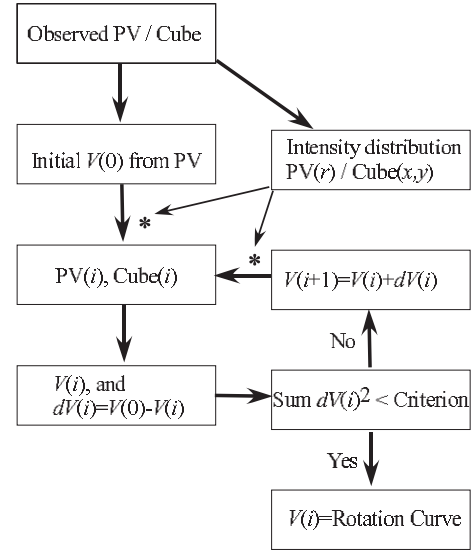 Observed PV / Cube
Initial V(0) from PV
Intensity distribution
PV(r) / Cube(x,y)
*
*
PV(i), Cube(i)
V(i+1)=V(i)+dV(i)
No
V(i), and
dV(i)=V(0)-V(i)
Sum dV(i)² < Criterion
Yes
V(i)=Rotation Curve